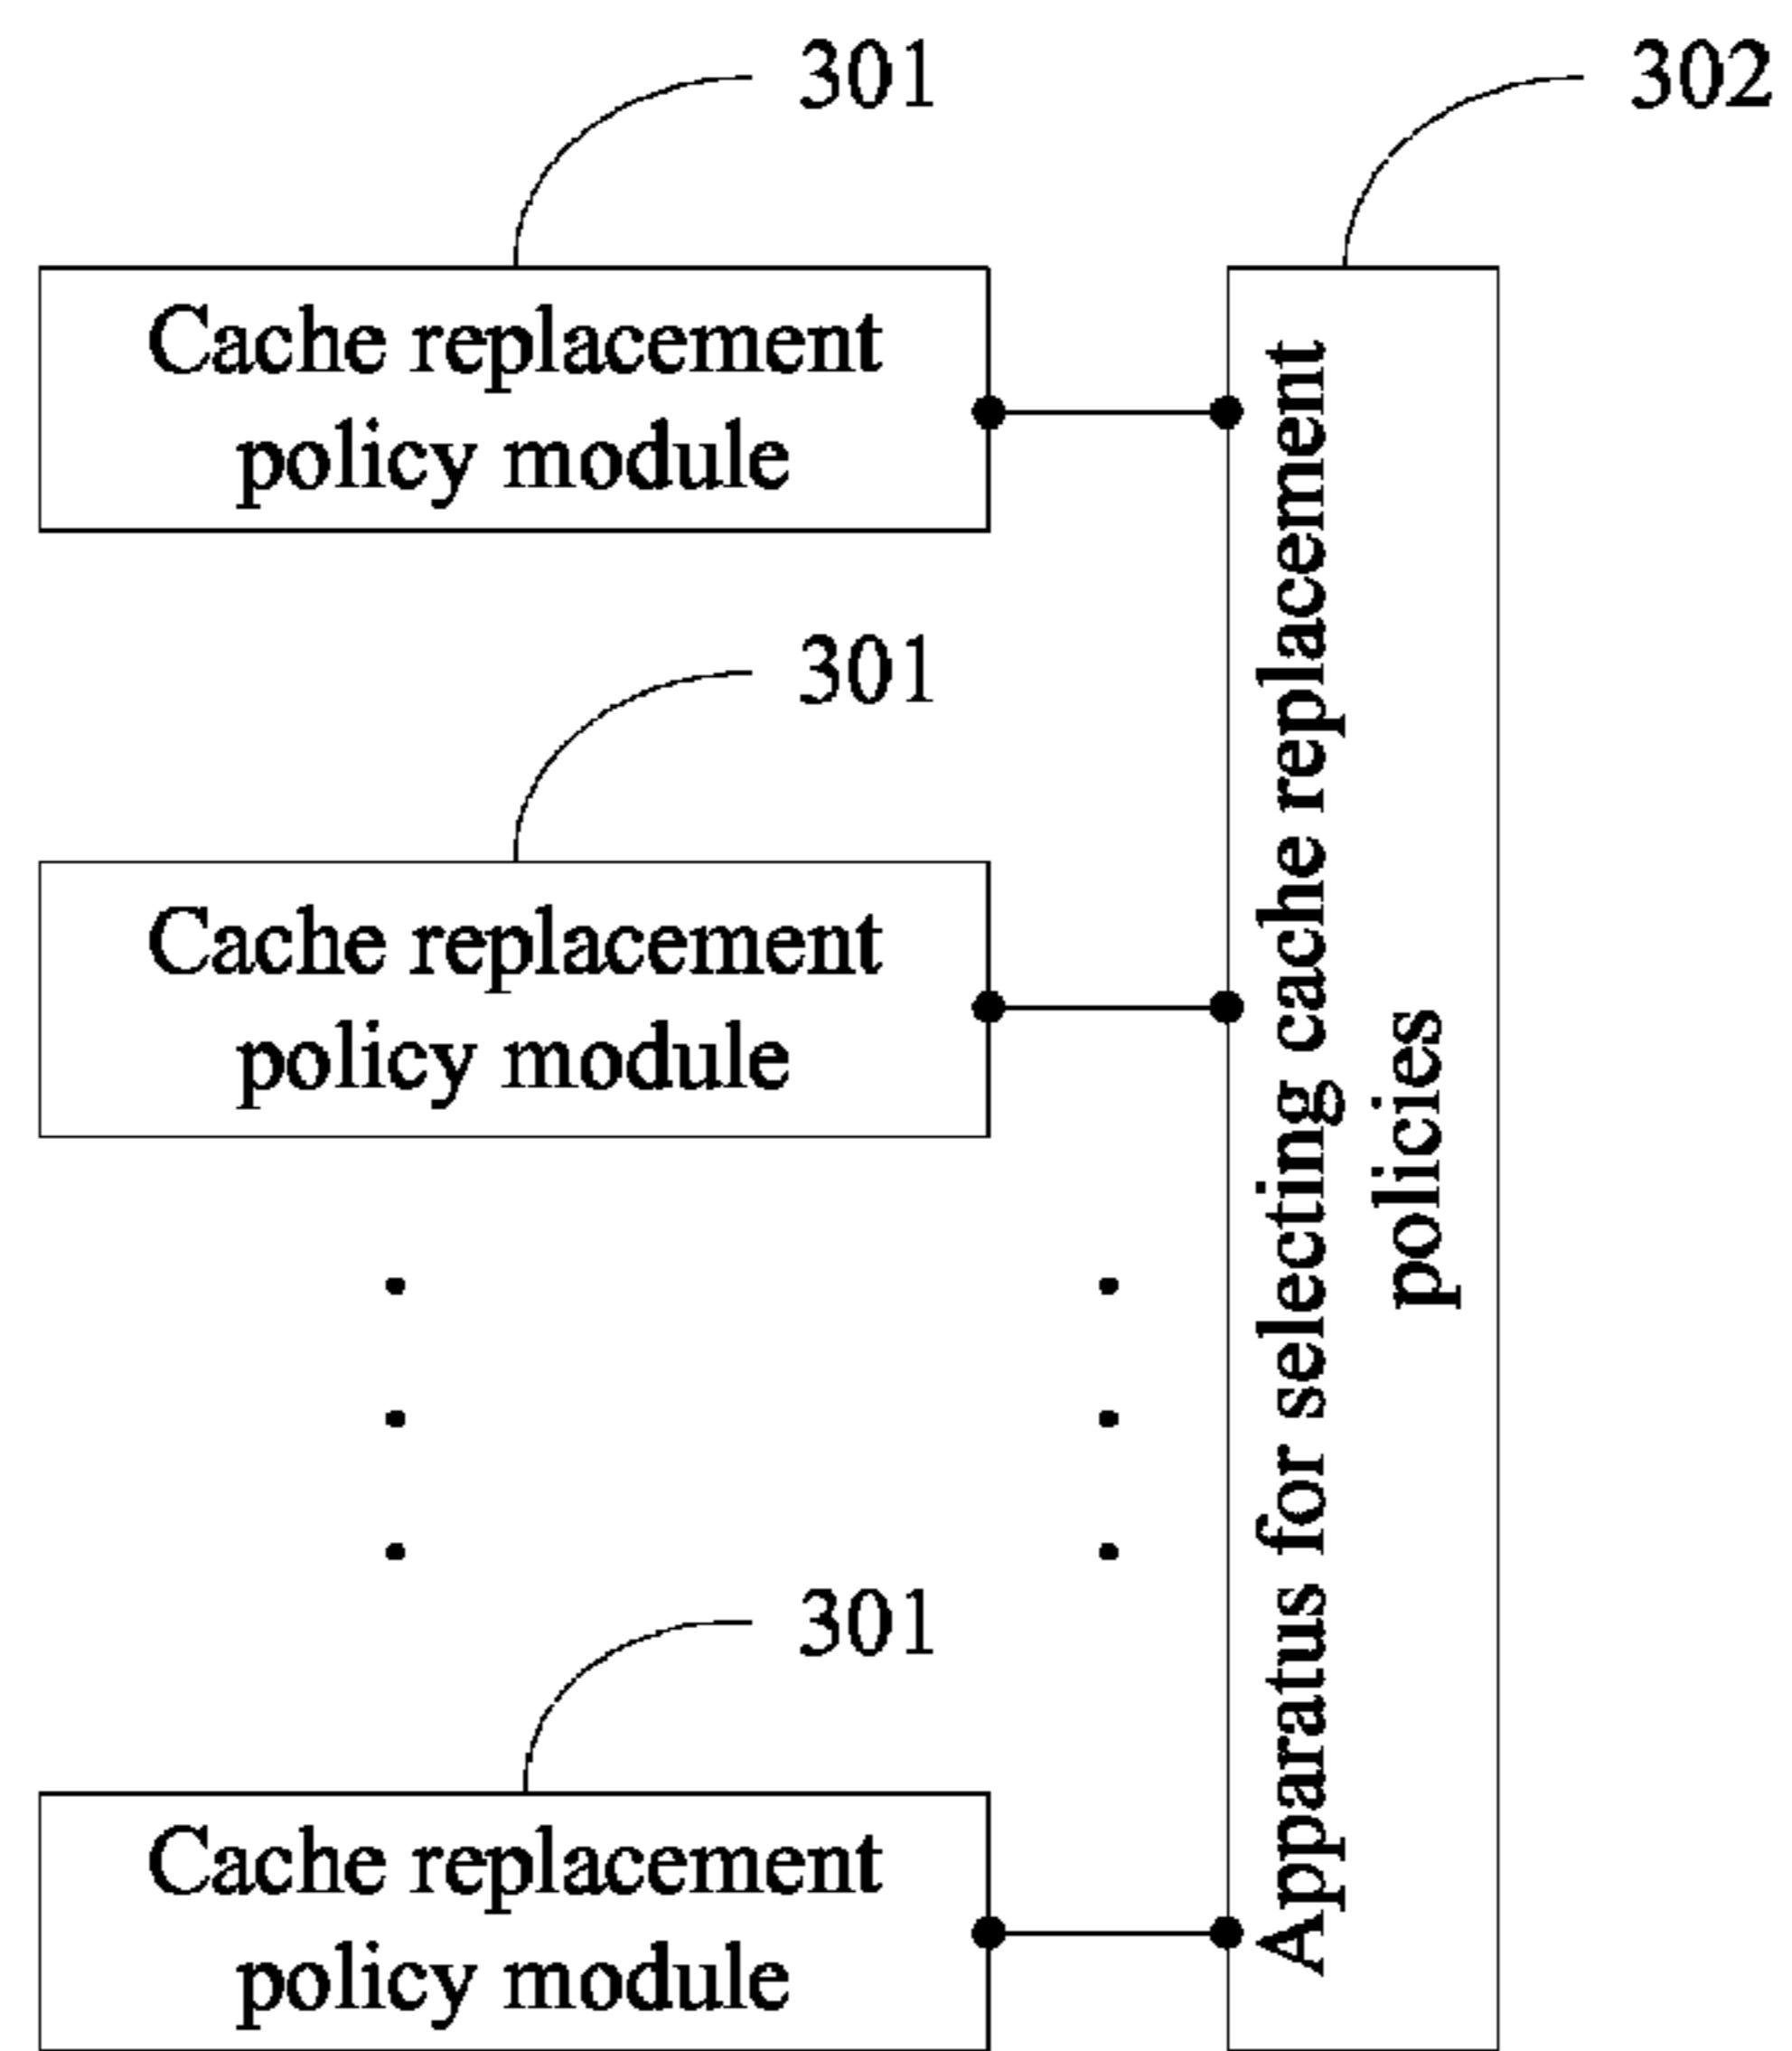 301
302
Cache replacement
policy module
301
Cache replacement
policy module
301
Cache replacement
policy module
Apparatus for selecting cache replacement
policies